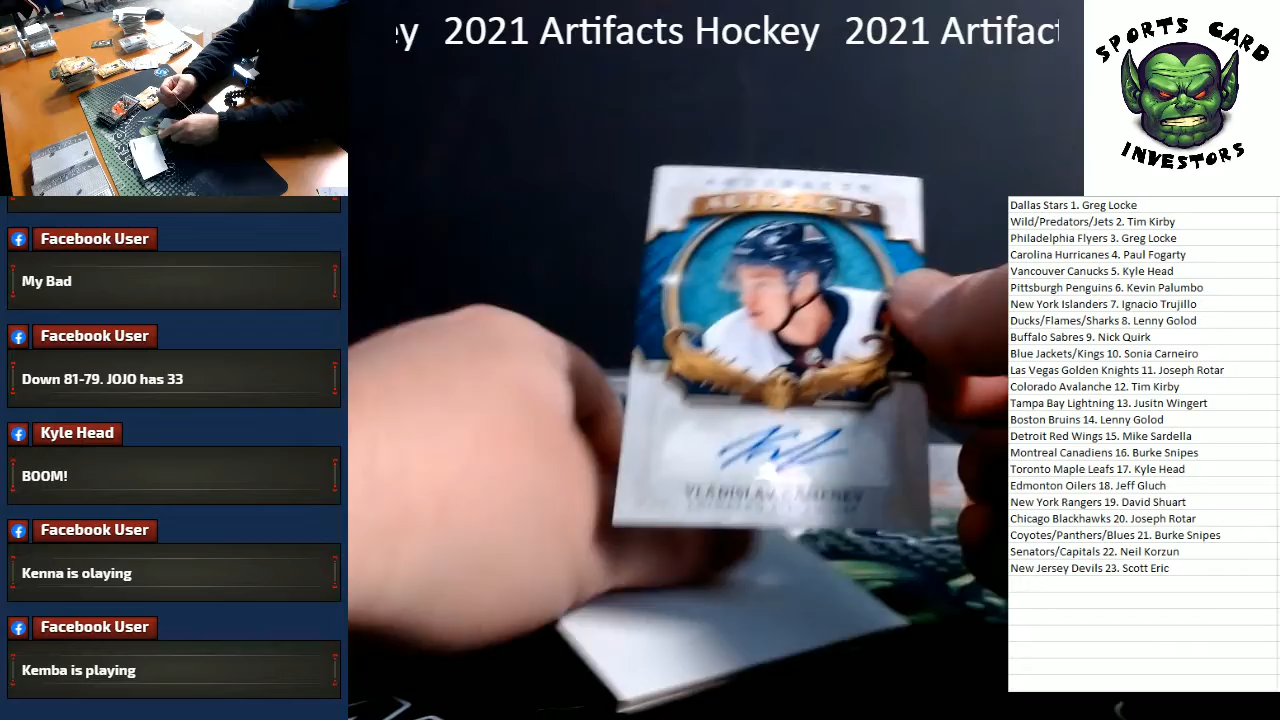 ey 2021 Artifacts Hockey 2021 Artifact
SPORTS CARD
INVESTORS
Facebook User
My Bad
Facebook User
Down 81-79. JOJO has 33
Kyle Head
BOOM!
Facebook User
Kenna is olaying
Facebook User
Kemba is playing
ARTIFACTS
AUTOFACTS
VLADISLAV KAMENEV
Dallas Stars 1. Greg Locke
Wild/Predators/Jets 2. Tim Kirby
Philadelphia Flyers 3. Greg Locke
Carolina Hurricanes 4. Paul Fogarty
Vancouver Canucks 5. Kyle Head
Pittsburgh Penguins 6. Kevin Palumbo
New York Islanders 7. Ignacio Trujillo
Ducks/Flames/Sharks 8. Lenny Golod
Buffalo Sabres 9. Nick Quirk
Blue Jackets/Kings 10. Sonia Carneiro
Las Vegas Golden Knights 11. Joseph Rotar
Colorado Avalanche 12. Tim Kirby
Tampa Bay Lightning 13. Jusitn Wingert
Boston Bruins 14. Lenny Golod
Detroit Red Wings 15. Mike Sardella
Montreal Canadiens 16. Burke Snipes
Toronto Maple Leafs 17. Kyle Head
Edmonton Oilers 18. Jeff Gluch
New York Rangers 19. David Shuart
Chicago Blackhawks 20. Joseph Rotar
Coyotes/Panthers/Blues 21. Burke Snipes
Senators/Capitals 22. Neil Korzun
New Jersey Devils 23. Scott Eric